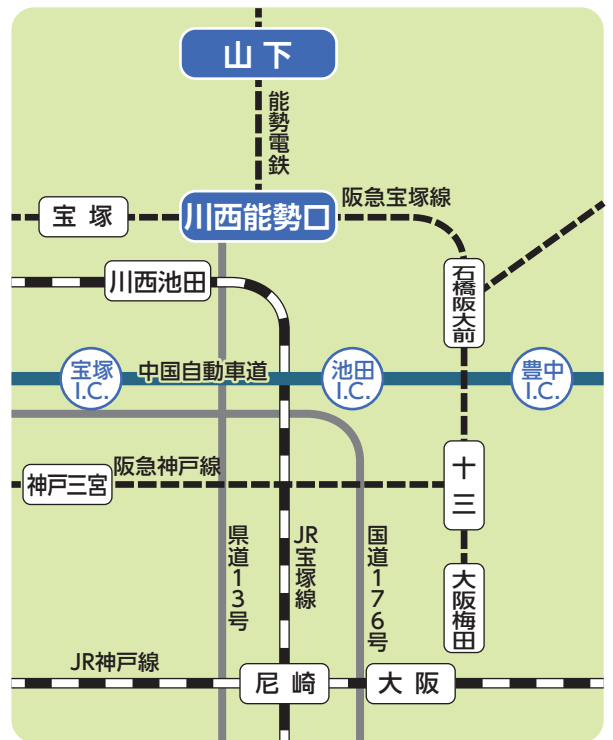 山下
能勢電鉄
宝塚
川西能勢口
阪急宝塚線
川西池田
石橋阪大前
宝塚
I.C.
中国自動車道
池田
I.C.
豊中
I.C.
阪急神戸線
神戸三宮
十三
県道13号
JR宝塚線
国道176号
大阪梅田
JR神戸線
尼崎
大阪